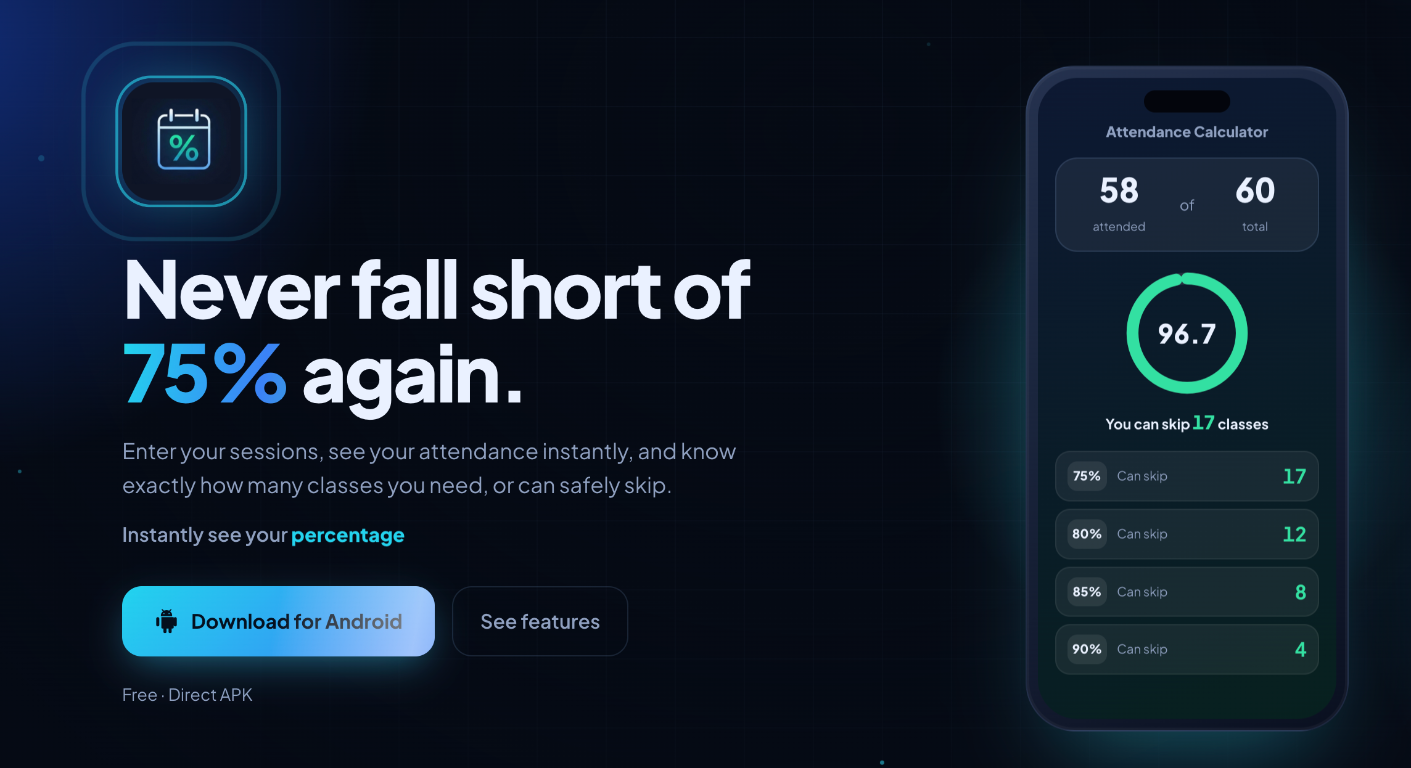 %
Never fall short of
75% again.
Enter your sessions, see your attendance instantly, and know
exactly how many classes you need, or can safely skip.
Instantly see your percentage
Download for Android
See features
Free · Direct APK
Attendance Calculator
58 of 60
attended total
96.7
You can skip 17 classes
75% Can skip 17
80% Can skip 12
85% Can skip 8
90% Can skip 4